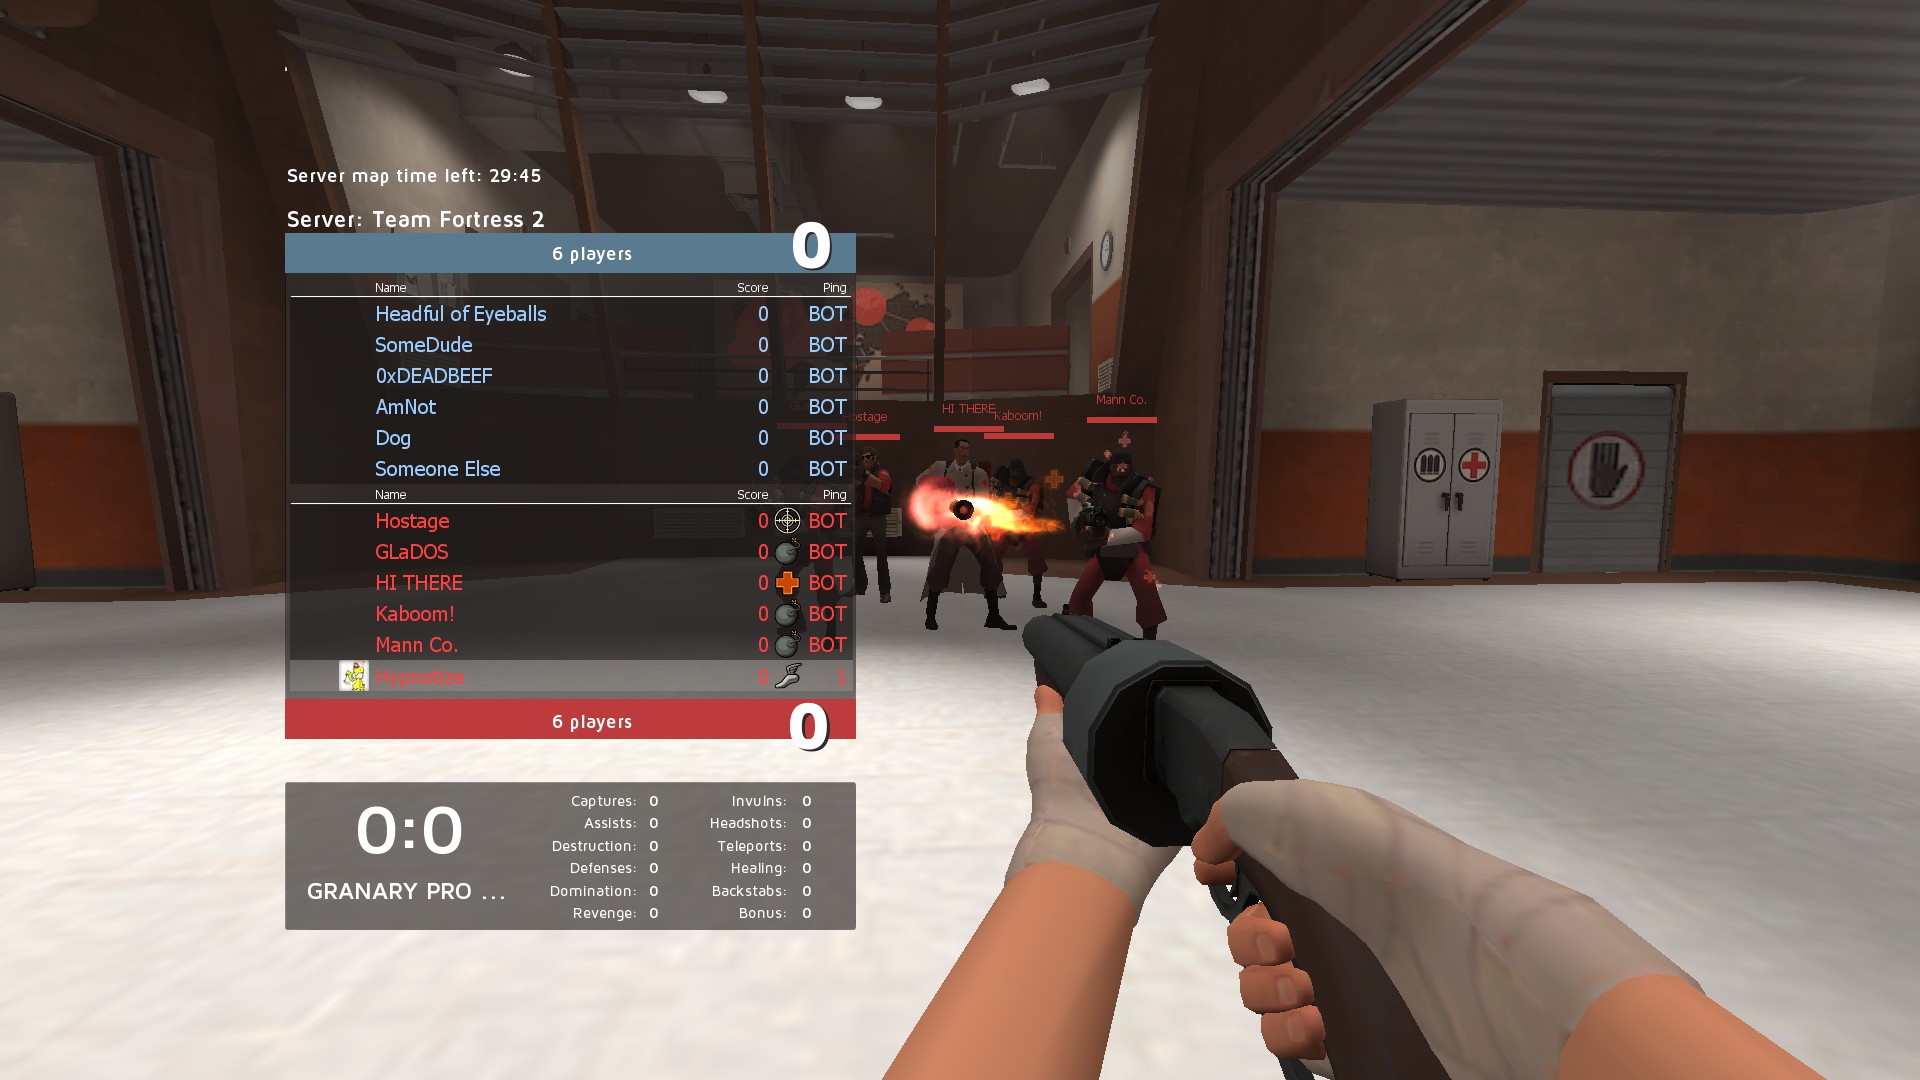 Server map time left: 29:45
Server: Team Fortress 2
6 players 0
Name Score Ping
Headful of Eyeballs 0 BOT
SomeDude 0 BOT
0xDEADBEEF 0 BOT
AmNot 0 BOT
Dog 0 BOT
Someone Else 0 BOT
Name Score Ping
Hostage 0 BOT
GLaDOS 0 BOT
HI THERE 0 BOT
Kaboom! 0 BOT
Mann Co. 0 BOT
Hypnotize 0 1
6 players 0
0:0
GRANARY PRO ...
Captures: 0 Invulns: 0
Assists: 0 Headshots: 0
Destruction: 0 Teleports: 0
Defenses: 0 Healing: 0
Domination: 0 Backstabs: 0
Revenge: 0 Bonus: 0
HI THERE
Kaboom!
Mann Co.